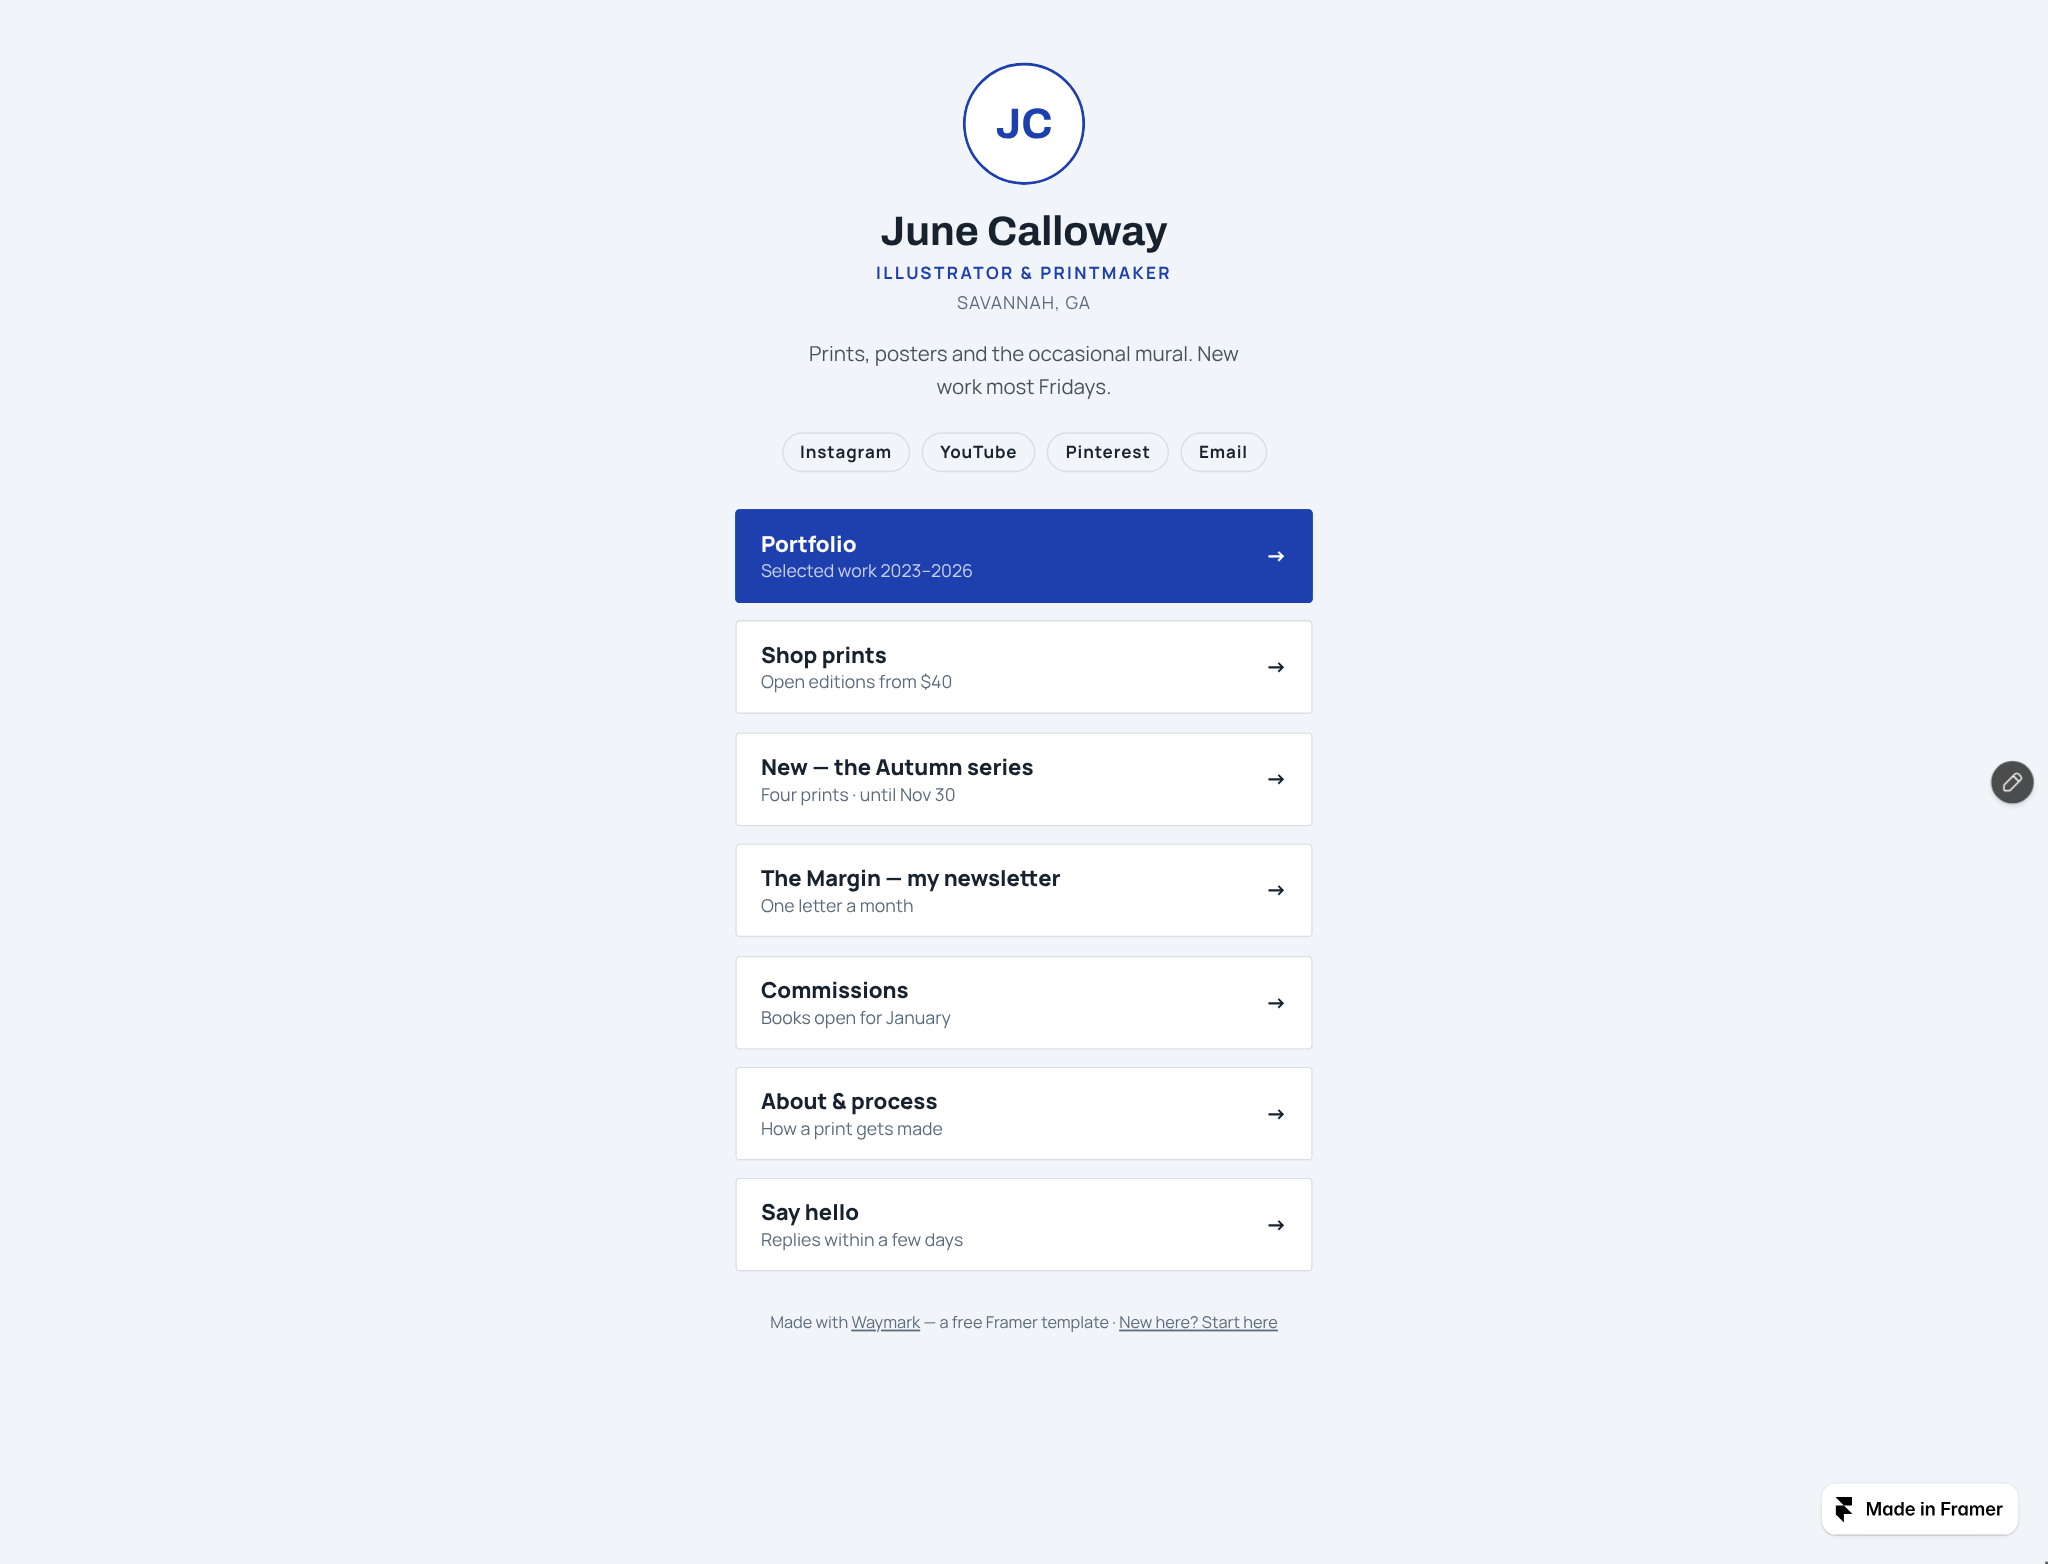 JC
June Calloway
ILLUSTRATOR & PRINTMAKER
SAVANNAH, GA
Prints, posters and the occasional mural. New
work most Fridays.
Instagram YouTube Pinterest Email
Portfolio
Selected work 2023–2026
→
Shop prints
Open editions from $40
→
New — the Autumn series
Four prints · until Nov 30
→
The Margin — my newsletter
One letter a month
→
Commissions
Books open for January
→
About & process
How a print gets made
→
Say hello
Replies within a few days
→
Made with Waymark — a free Framer template · New here? Start here
Made in Framer